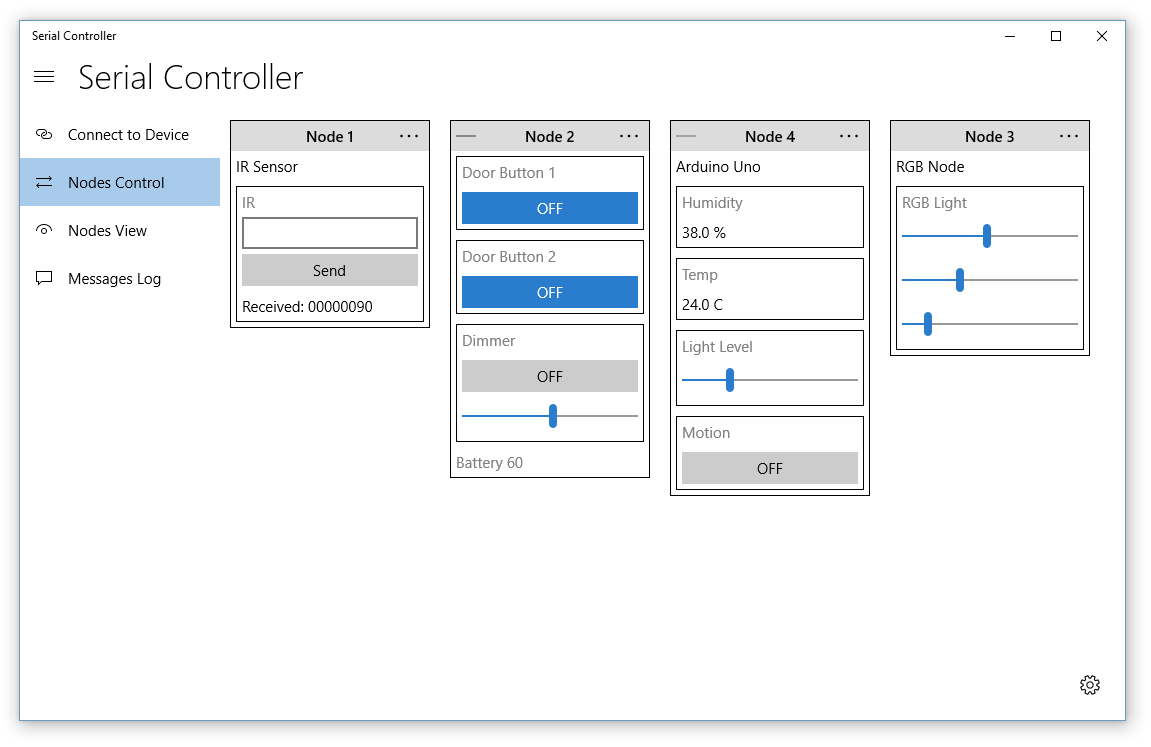 Serial Controller
Serial Controller
Connect to Device
Nodes Control
Nodes View
Messages Log
Node 1
IR Sensor
IR
Send
Received: 00000090
Node 2
Door Button 1
OFF
Door Button 2
OFF
Dimmer
OFF
Battery 60
Node 4
Arduino Uno
Humidity
38.0 %
Temp
24.0 C
Light Level
Motion
OFF
Node 3
RGB Node
RGB Light